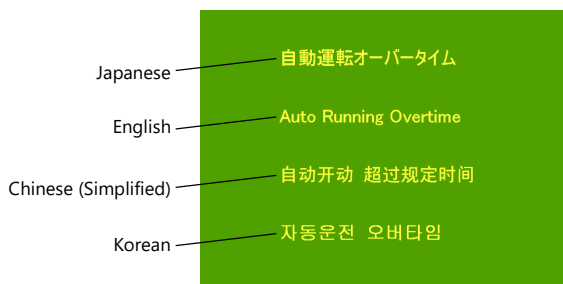 Japanese 自動運転オーバータイム
English Auto Running Overtime
Chinese (Simplified) 自动开动 超过规定时间
Korean 자동운전 오버타임